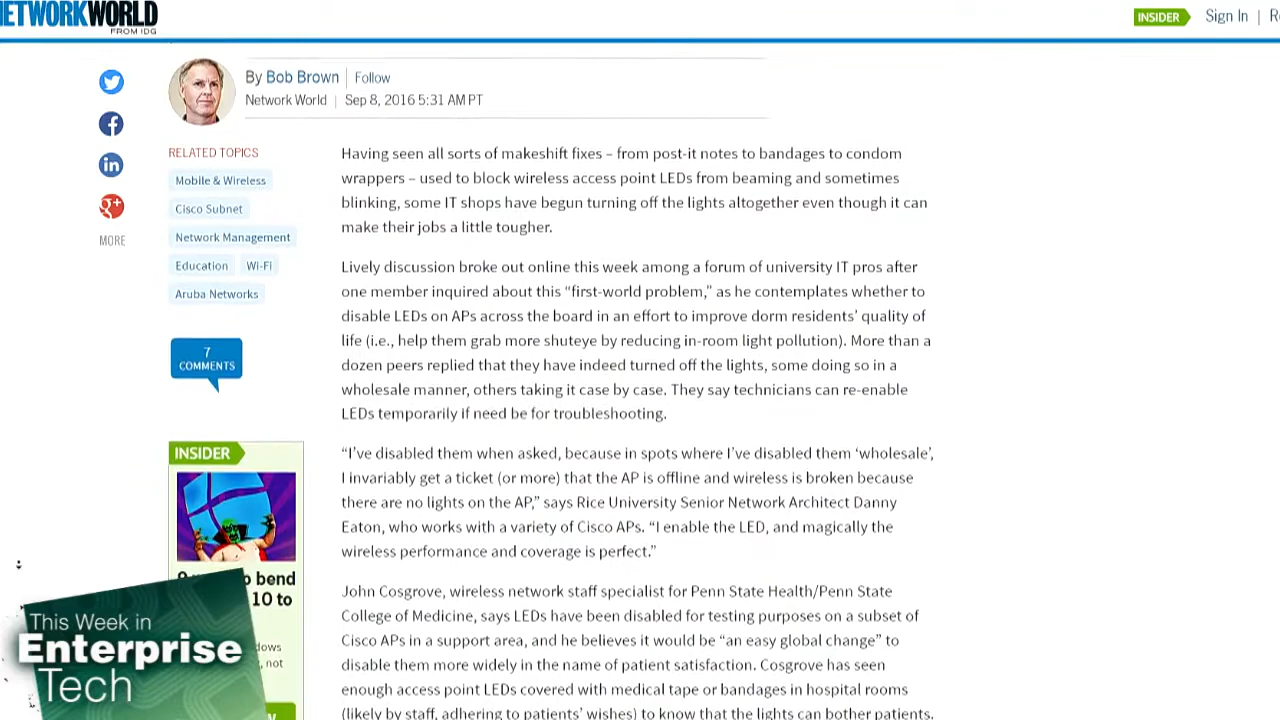 NETWORKWORLD
FROM IDG
INSIDER Sign In |
By Bob Brown | Follow
Network World | Sep 8, 2016 5:31 AM PT
RELATED TOPICS
Mobile & Wireless
Cisco Subnet
Network Management
Education Wi-Fi
Aruba Networks
MORE
7
COMMENTS
Having seen all sorts of makeshift fixes – from post-it notes to bandages to condom
wrappers – used to block wireless access point LEDs from beaming and sometimes
blinking, some IT shops have begun turning off the lights altogether even though it can
make their jobs a little tougher.
Lively discussion broke out online this week among a forum of university IT pros after
one member inquired about this “first-world problem,” as he contemplates whether to
disable LEDs on APs across the board in an effort to improve dorm residents’ quality of
life (i.e., help them grab more shuteye by reducing in-room light pollution). More than a
dozen peers replied that they have indeed turned off the lights, some doing so in a
wholesale manner, others taking it case by case. They say technicians can re-enable
LEDs temporarily if need be for troubleshooting.
“I’ve disabled them when asked, because in spots where I’ve disabled them ‘wholesale’,
I invariably get a ticket (or more) that the AP is offline and wireless is broken because
there are no lights on the AP,” says Rice University Senior Network Architect Danny
Eaton, who works with a variety of Cisco APs. “I enable the LED, and magically the
wireless performance and coverage is perfect.”
John Cosgrove, wireless network staff specialist for Penn State Health/Penn State
College of Medicine, says LEDs have been disabled for testing purposes on a subset of
Cisco APs in a support area, and he believes it would be “an easy global change” to
disable them more widely in the name of patient satisfaction. Cosgrove has seen
enough access point LEDs covered with medical tape or bandages in hospital rooms
(likely by staff, adhering to patients’ wishes) to know that the lights can bother patients.
INSIDER
bend
10 to
not
This Week in
Enterprise
Tech